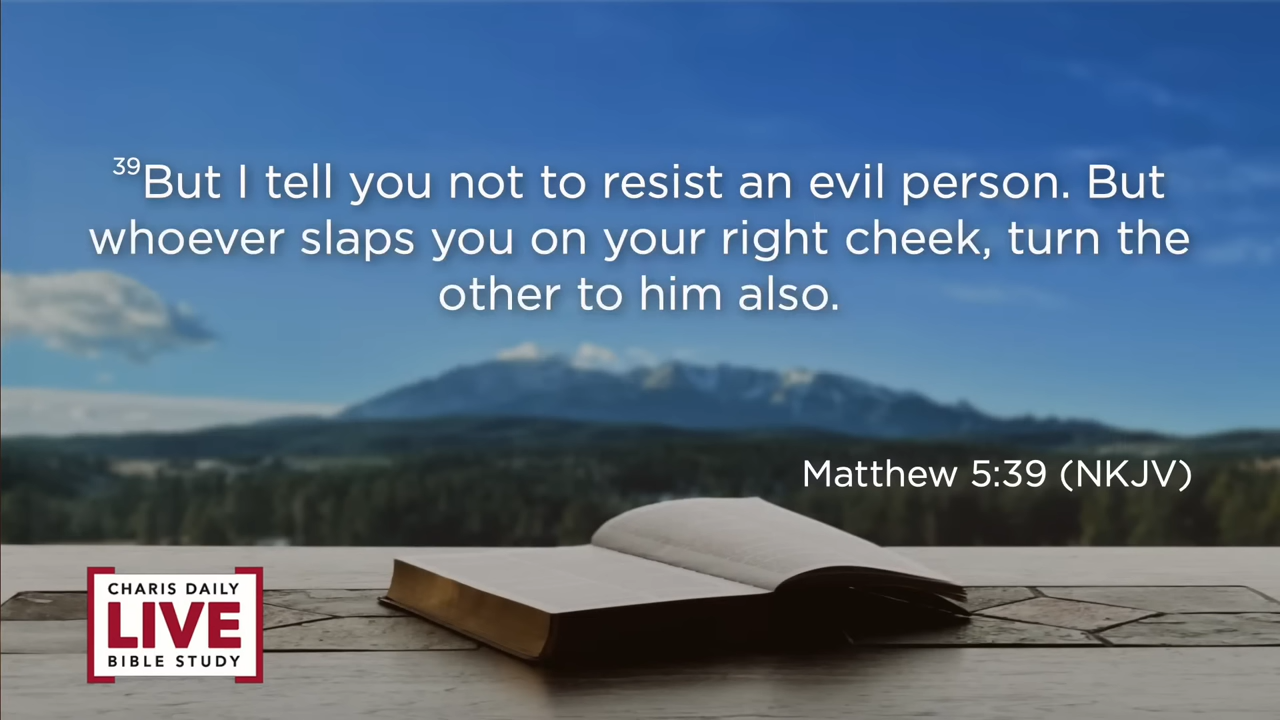 39But I tell you not to resist an evil person. But
whoever slaps you on your right cheek, turn the
other to him also.
Matthew 5:39 (NKJV)
CHARIS DAILY
LIVE
BIBLE STUDY